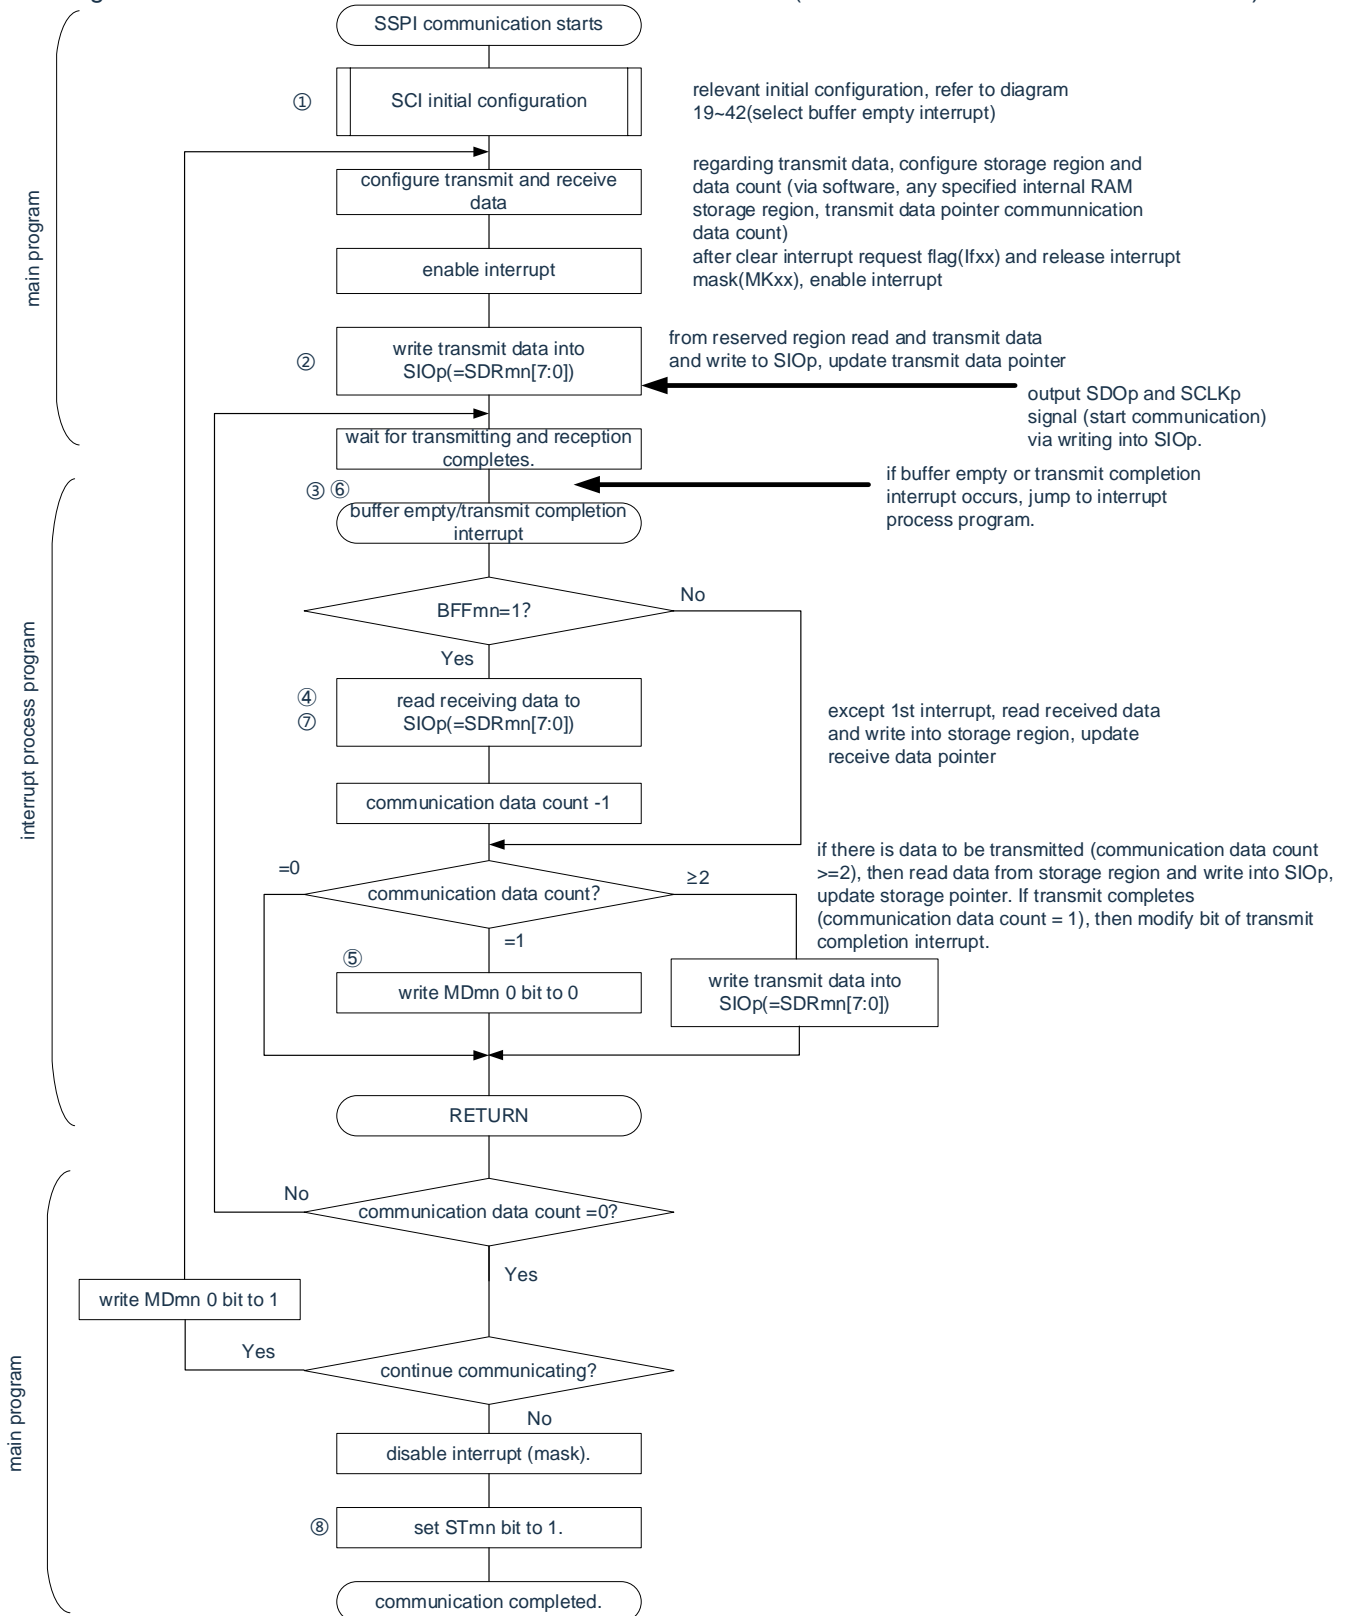 SSPI communication starts
①
SCI initial configuration
relevant initial configuration, refer to diagram
19~42(select buffer empty interrupt)
configure transmit and receive
data
regarding transmit data, configure storage region and
data count (via software, any specified internal RAM
storage region, transmit data pointer communnication
data count)
enable interrupt
after clear interrupt request flag(Ifxx) and release interrupt
mask(MKxx), enable interrupt
main program
②
write transmit data into
SIOp(=SDRmn[7:0])
from reserved region read and transmit data
and write to SIOp, update transmit data pointer
output SDOp and SCLKp
signal (start communication)
via writing into SIOp.
wait for transmitting and reception
completes.
③ ⑥
if buffer empty or transmit completion
interrupt occurs, jump to interrupt
process program.
buffer empty/transmit completion
interrupt
BFFmn=1?
No
Yes
④
⑦
read receiving data to
SIOp(=SDRmn[7:0])
except 1st interrupt, read received data
and write into storage region, update
receive data pointer
interrupt process program
communication data count -1
=0
communication data count?
≥2
=1
if there is data to be transmitted (communication data count
>=2), then read data from storage region and write into SIOp,
update storage pointer. If transmit completes
(communication data count = 1), then modify bit of transmit
completion interrupt.
⑤
write MDmn 0 bit to 0
write transmit data into
SIOp(=SDRmn[7:0])
RETURN
No
communication data count =0?
Yes
write MDmn 0 bit to 1
Yes
continue communicating?
No
main program
disable interrupt (mask).
⑧
set STmn bit to 1.
communication completed.